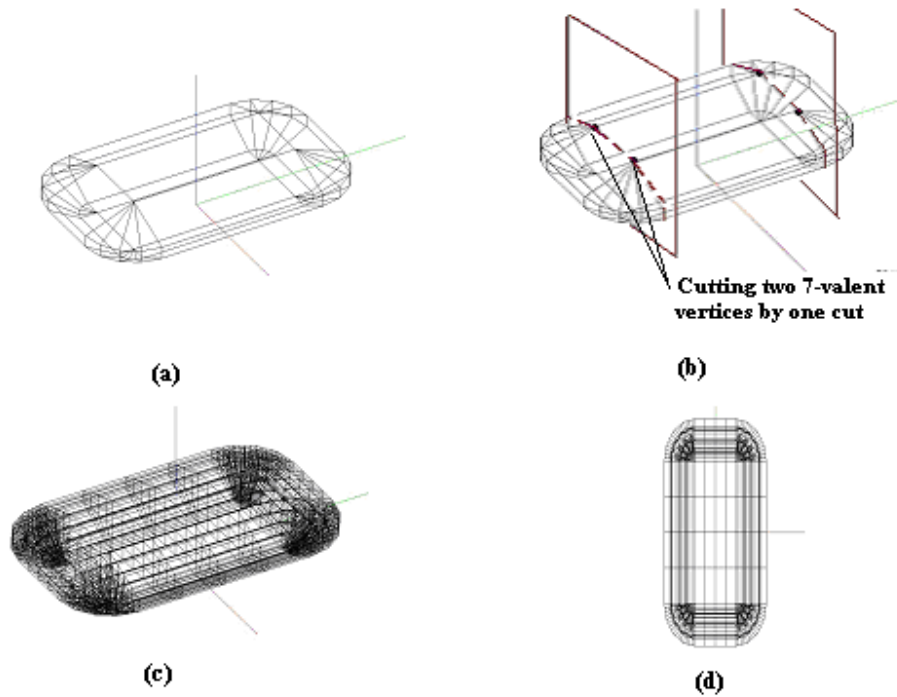 Cutting two 7-valent
vertices by one cut
(a)
(b)
(c)
(d)